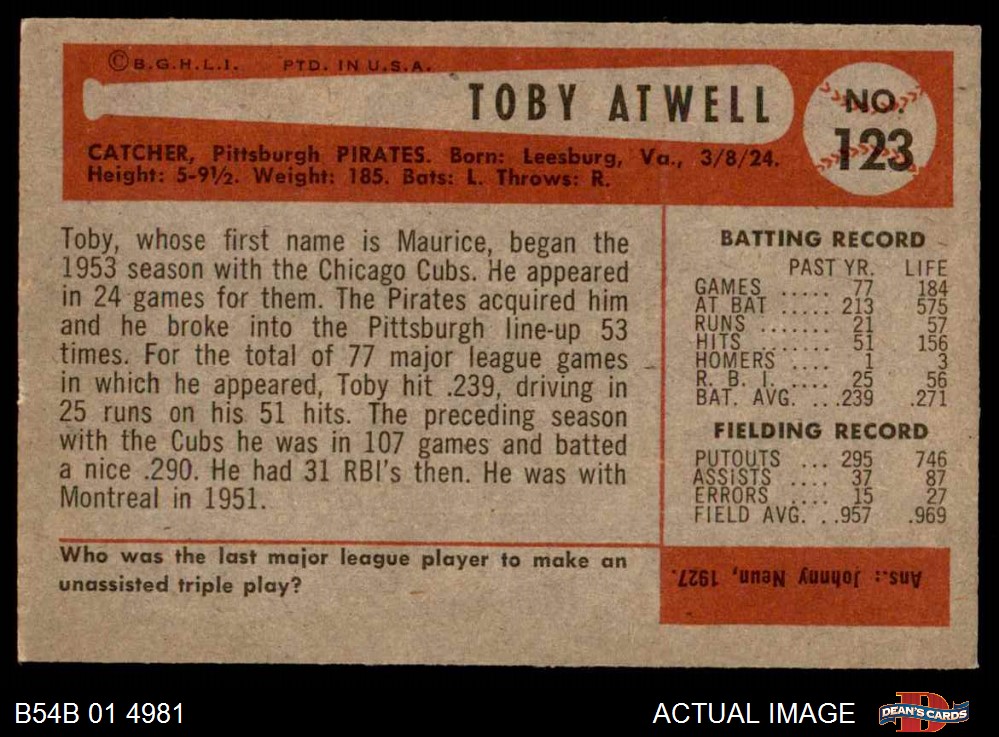 © B.G.H.L.I. PTD. IN U.S.A.
TOBY ATWELL
NO.
123
CATCHER, Pittsburgh PIRATES. Born: Leesburg, Va., 3/8/24.
Height: 5-9½. Weight: 185. Bats: L. Throws: R.
Toby, whose first name is Maurice, began the
1953 season with the Chicago Cubs. He appeared
in 24 games for them. The Pirates acquired him
and he broke into the Pittsburgh line-up 53
times. For the total of 77 major league games
in which he appeared, Toby hit .239, driving in
25 runs on his 51 hits. The preceding season
with the Cubs he was in 107 games and batted
a nice .290. He had 31 RBI's then. He was with
Montreal in 1951.
BATTING RECORD
PAST YR. LIFE
GAMES ..... 77 184
AT BAT ..... 213 575
RUNS ....... 21 57
HITS ........ 51 156
HOMERS .... 1 3
R. B. I. .... 25 56
BAT. AVG. ...239 .271
FIELDING RECORD
PUTOUTS ... 295 746
ASSISTS .... 37 87
ERRORS .... 15 27
FIELD AVG. ..957 .969
Who was the last major league player to make an
unassisted triple play?
Ans.: Johnny Neun, 1927.
B54B 01 4981
ACTUAL IMAGE
DEAN'S CARDS